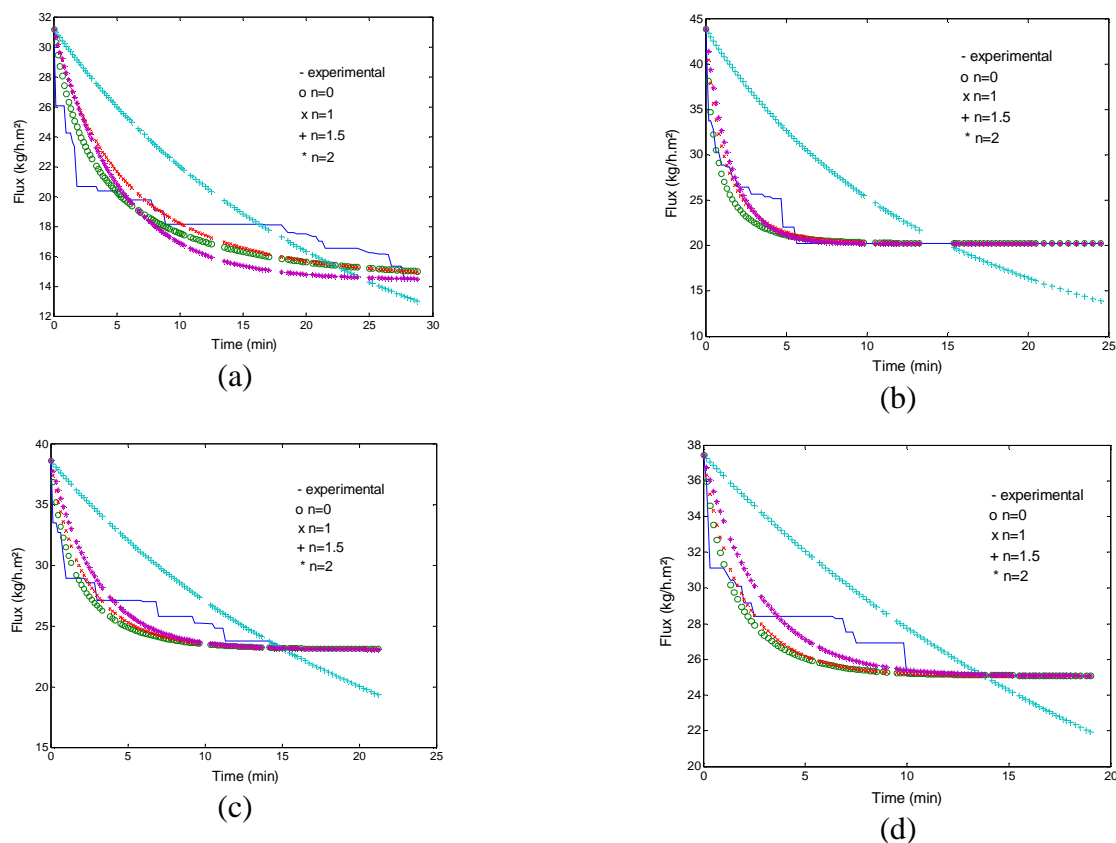 32
30
28
26
24
22
20
18
16
14
12
Flux (kg/h.m²)
- experimental
o n=0
x n=1
+ n=1.5
* n=2
0 5 10 15 20 25 30
Time (min)
(a)
45
40
35
30
25
20
15
10
Flux (kg/h.m²)
- experimental
o n=0
x n=1
+ n=1.5
* n=2
0 5 10 15 20 25
Time (min)
(b)
40
35
30
23
20
15
Flux (kg/h.m²)
- experimental
o n=0
x n=1
+ n=1.5
* n=2
0 5 10 15 20 25
Time (min)
(c)
38
36
34
32
30
28
26
24
22
20
Flux (kg/h.m²)
- experimental
o n=0
x n=1
+ n=1.5
* n=2
0 5 10 15 20
Time (min)
(d)